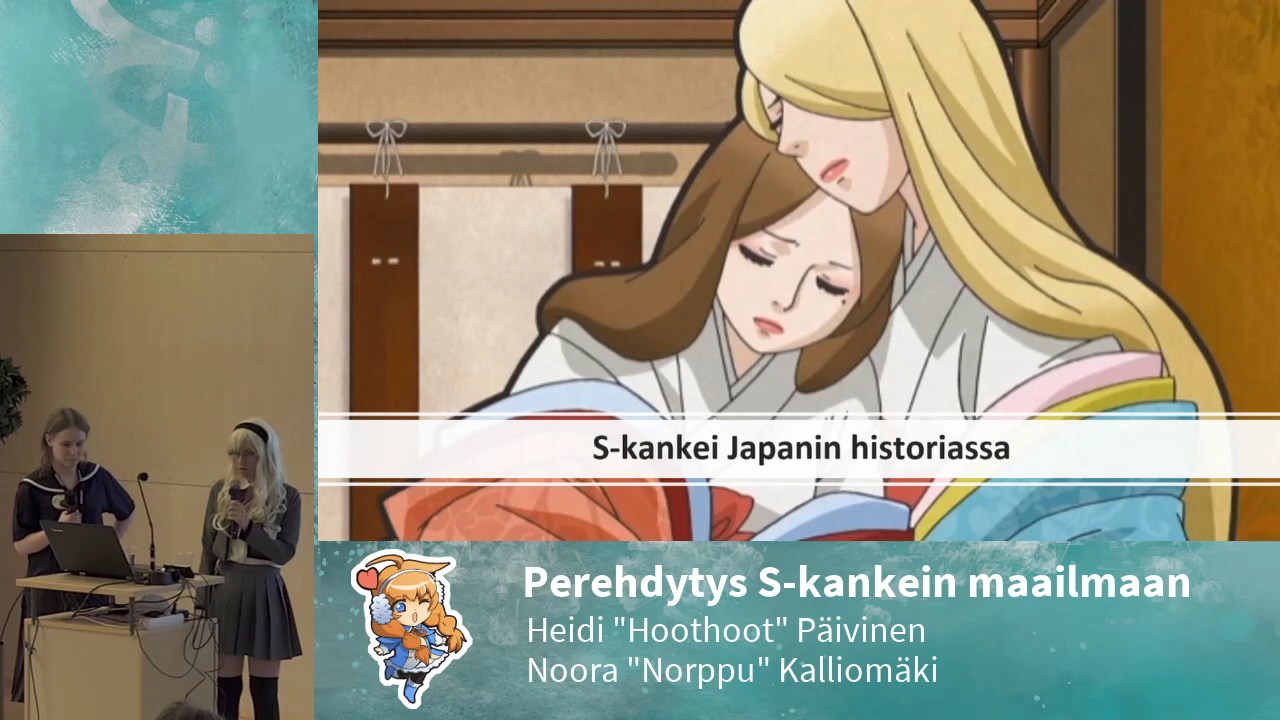 S-kankei Japanin historiassa
Perehdytys S-kankein maailmaan
Heidi "Hoothoot" Päivinen
Noora "Norppu" Kalliomäki